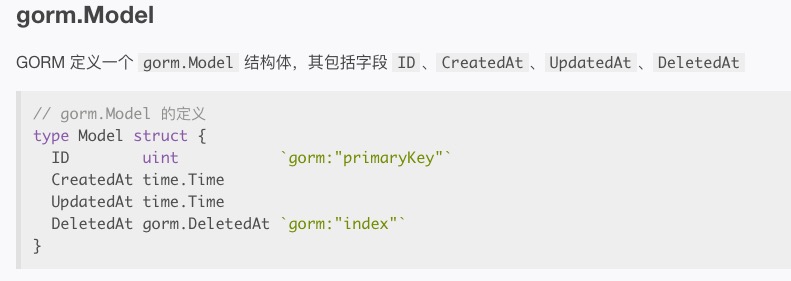 gorm.Model
GORM 定义一个 gorm.Model 结构体，其包括字段 ID 、CreatedAt、UpdatedAt、DeletedAt
// gorm.Model 的定义
type Model struct {
  ID        uint           `gorm:"primaryKey"`
  CreatedAt time.Time
  UpdatedAt time.Time
  DeletedAt gorm.DeletedAt `gorm:"index"`
}